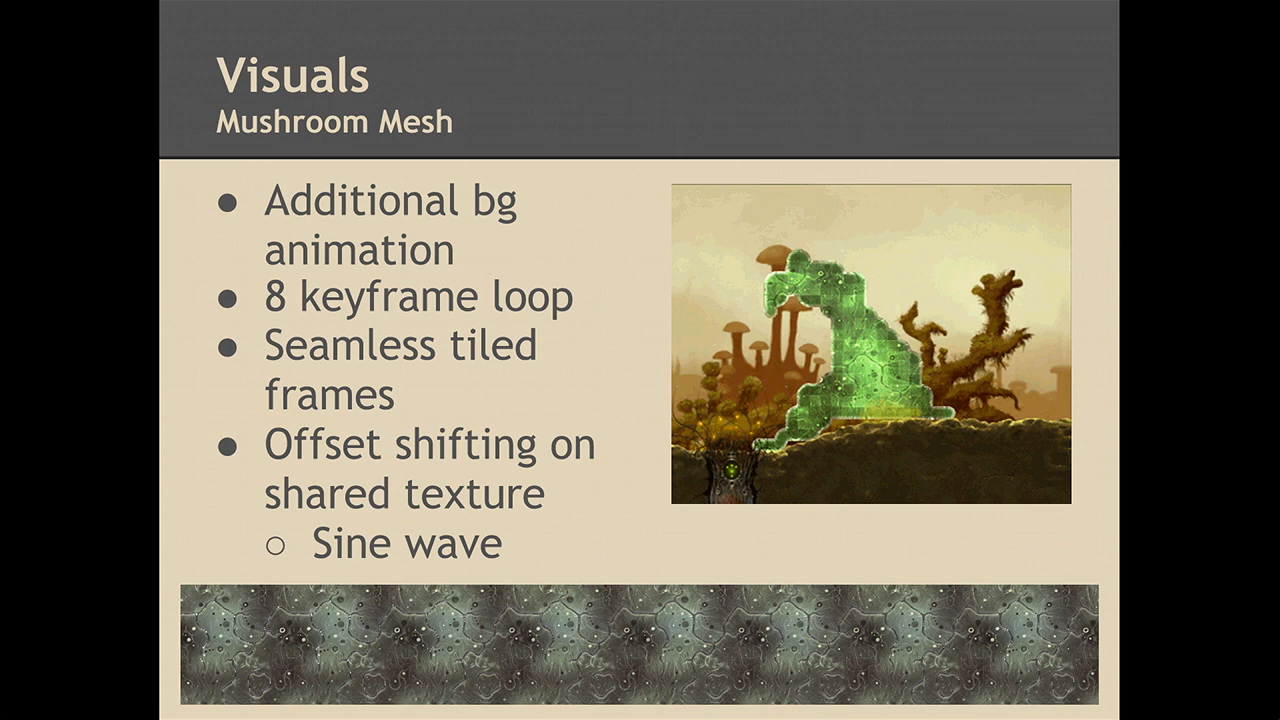 Visuals
Mushroom Mesh
● Additional bg
animation
● 8 keyframe loop
● Seamless tiled
frames
● Offset shifting on
shared texture
○ Sine wave